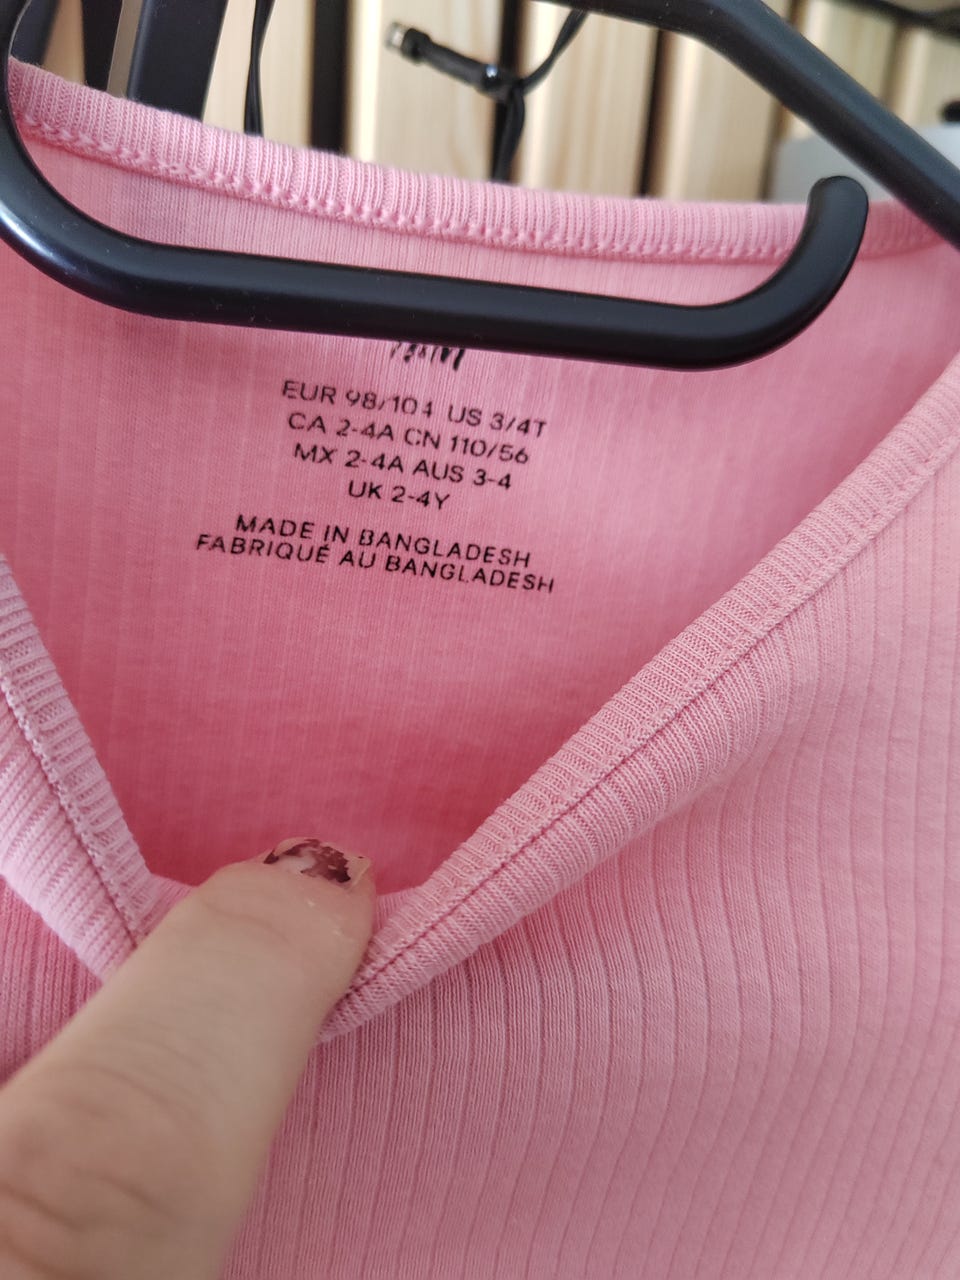 H&M
EUR 98/104 US 3/4T
CA 2-4A CN 110/56
MX 2-4A AUS 3-4
UK 2-4Y
MADE IN BANGLADESH
FABRIQUÉ AU BANGLADESH